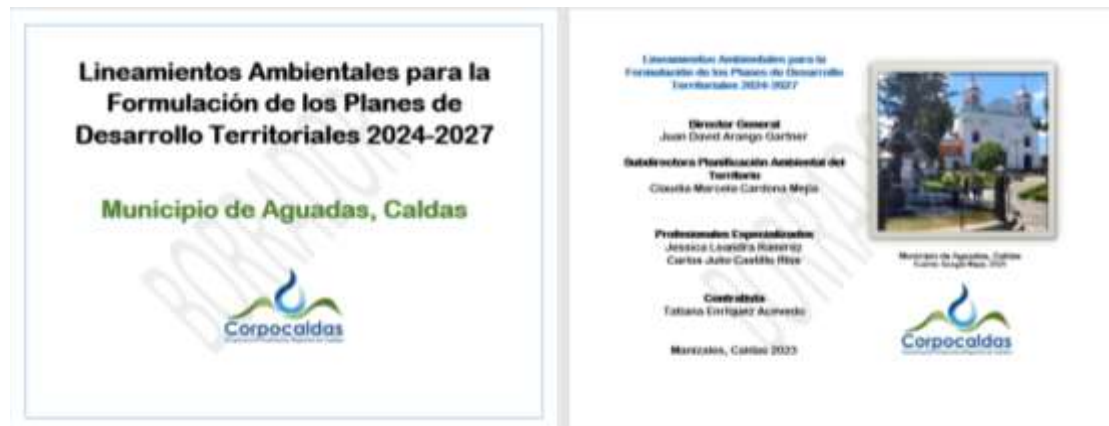 Lineamientos Ambientales para la
Formulación de los Planes de
Desarrollo Territoriales 2024-2027
Municipio de Aguadas, Caldas
BORRADOR
Corpocaldas
Lineamientos Ambientales para la
Formulación de los Planes de Desarrollo
Territoriales 2024-2027
Director General
Juan David Arango Gartner
Subdirectora Planificación Ambiental del
Territorio
Claudia Marcela Cardona Mejía
Profesionales Especializados
Jessica Leandra Ramírez
Carlos Julio Castillo
Contratista
Tatiana Enríquez Acevedo
Manizales, Caldas 2023
BORRADOR
Municipio de Aguadas, Caldas
Corpocaldas